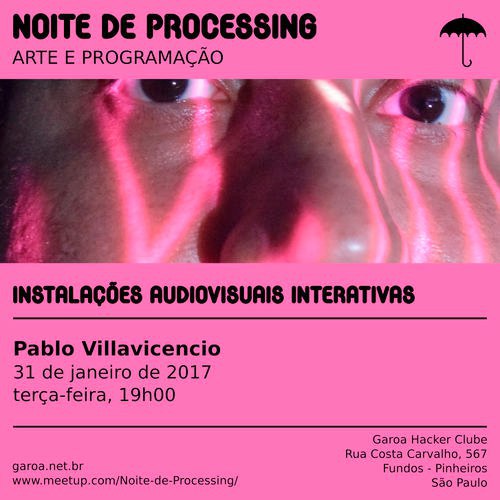 NOITE DE PROCESSING
ARTE E PROGRAMAÇÃO
INSTALAÇÕES AUDIOVISUAIS INTERATIVAS
Pablo Villavicencio
31 de janeiro de 2017
terça-feira, 19h00
garoa.net.br
www.meetup.com/Noite-de-Processing/
Garoa Hacker Clube
Rua Costa Carvalho, 567
Fundos - Pinheiros
São Paulo